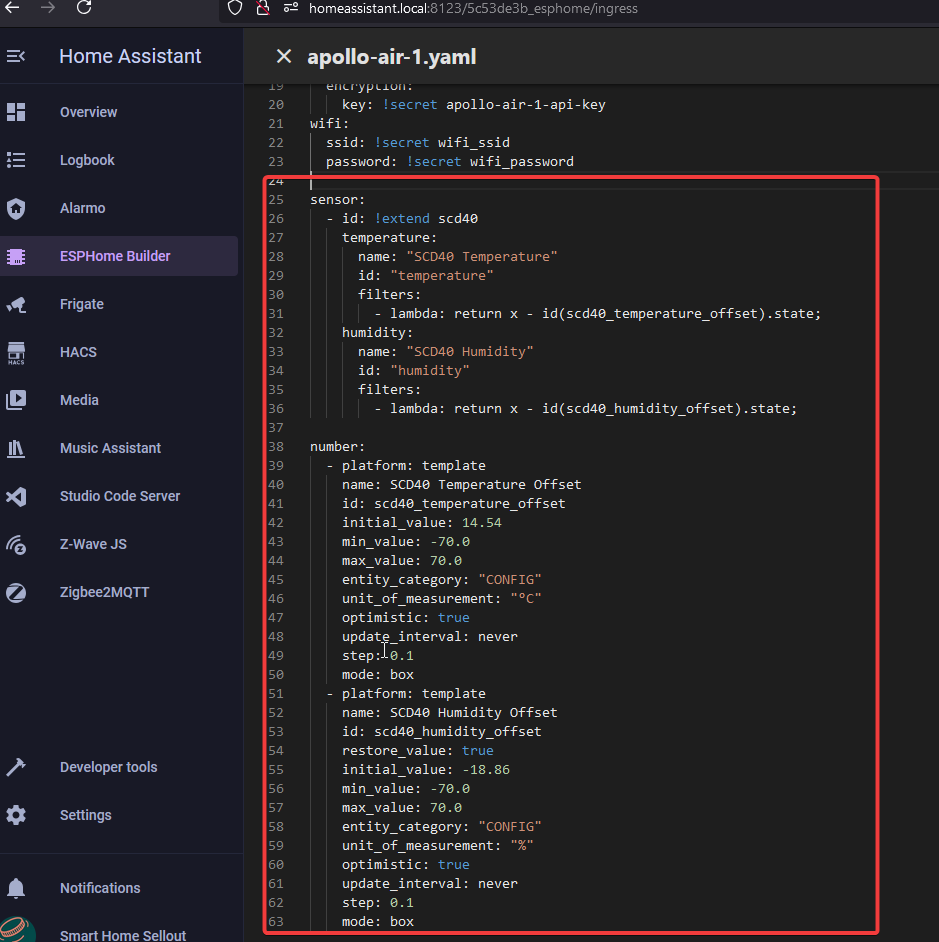 homeassistant.local:8123/5c53de3b_esphome/ingress
Home Assistant
Overview
Logbook
Alarmo
ESPHome Builder
Frigate
HACS
HACS
Media
Music Assistant
Studio Code Server
Z-Wave JS
Zigbee2MQTT
Developer tools
Settings
Notifications
Smart Home Sellout
apollo-air-1.yaml
19 encryption:
20 key: !secret apollo-air-1-api-key
21 wifi:
22 ssid: !secret wifi_ssid
23 password: !secret wifi_password
24
25 sensor:
26 - id: !extend scd40
27 temperature:
28 name: "SCD40 Temperature"
29 id: "temperature"
30 filters:
31 - lambda: return x - id(scd40_temperature_offset).state;
32 humidity:
33 name: "SCD40 Humidity"
34 id: "humidity"
35 filters:
36 - lambda: return x - id(scd40_humidity_offset).state;
37
38 number:
39 - platform: template
40 name: SCD40 Temperature Offset
41 id: scd40_temperature_offset
42 initial_value: 14.54
43 min_value: -70.0
44 max_value: 70.0
45 entity_category: "CONFIG"
46 unit_of_measurement: "°C"
47 optimistic: true
48 update_interval: never
49 step: 0.1
50 mode: box
51 - platform: template
52 name: SCD40 Humidity Offset
53 id: scd40_humidity_offset
54 restore_value: true
55 initial_value: -18.86
56 min_value: -70.0
57 max_value: 70.0
58 entity_category: "CONFIG"
59 unit_of_measurement: "%"
60 optimistic: true
61 update_interval: never
62 step: 0.1
63 mode: box